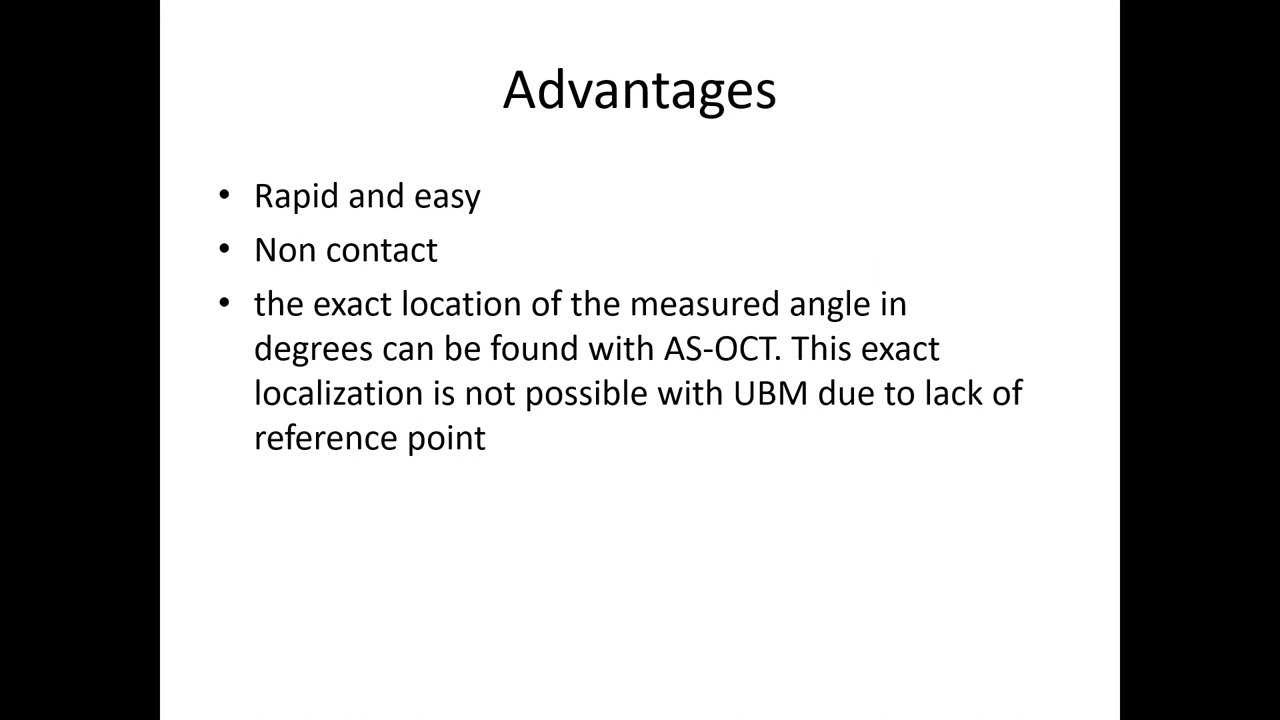 Advantages
• Rapid and easy
• Non contact
• the exact location of the measured angle in
degrees can be found with AS-OCT. This exact
localization is not possible with UBM due to lack of
reference point